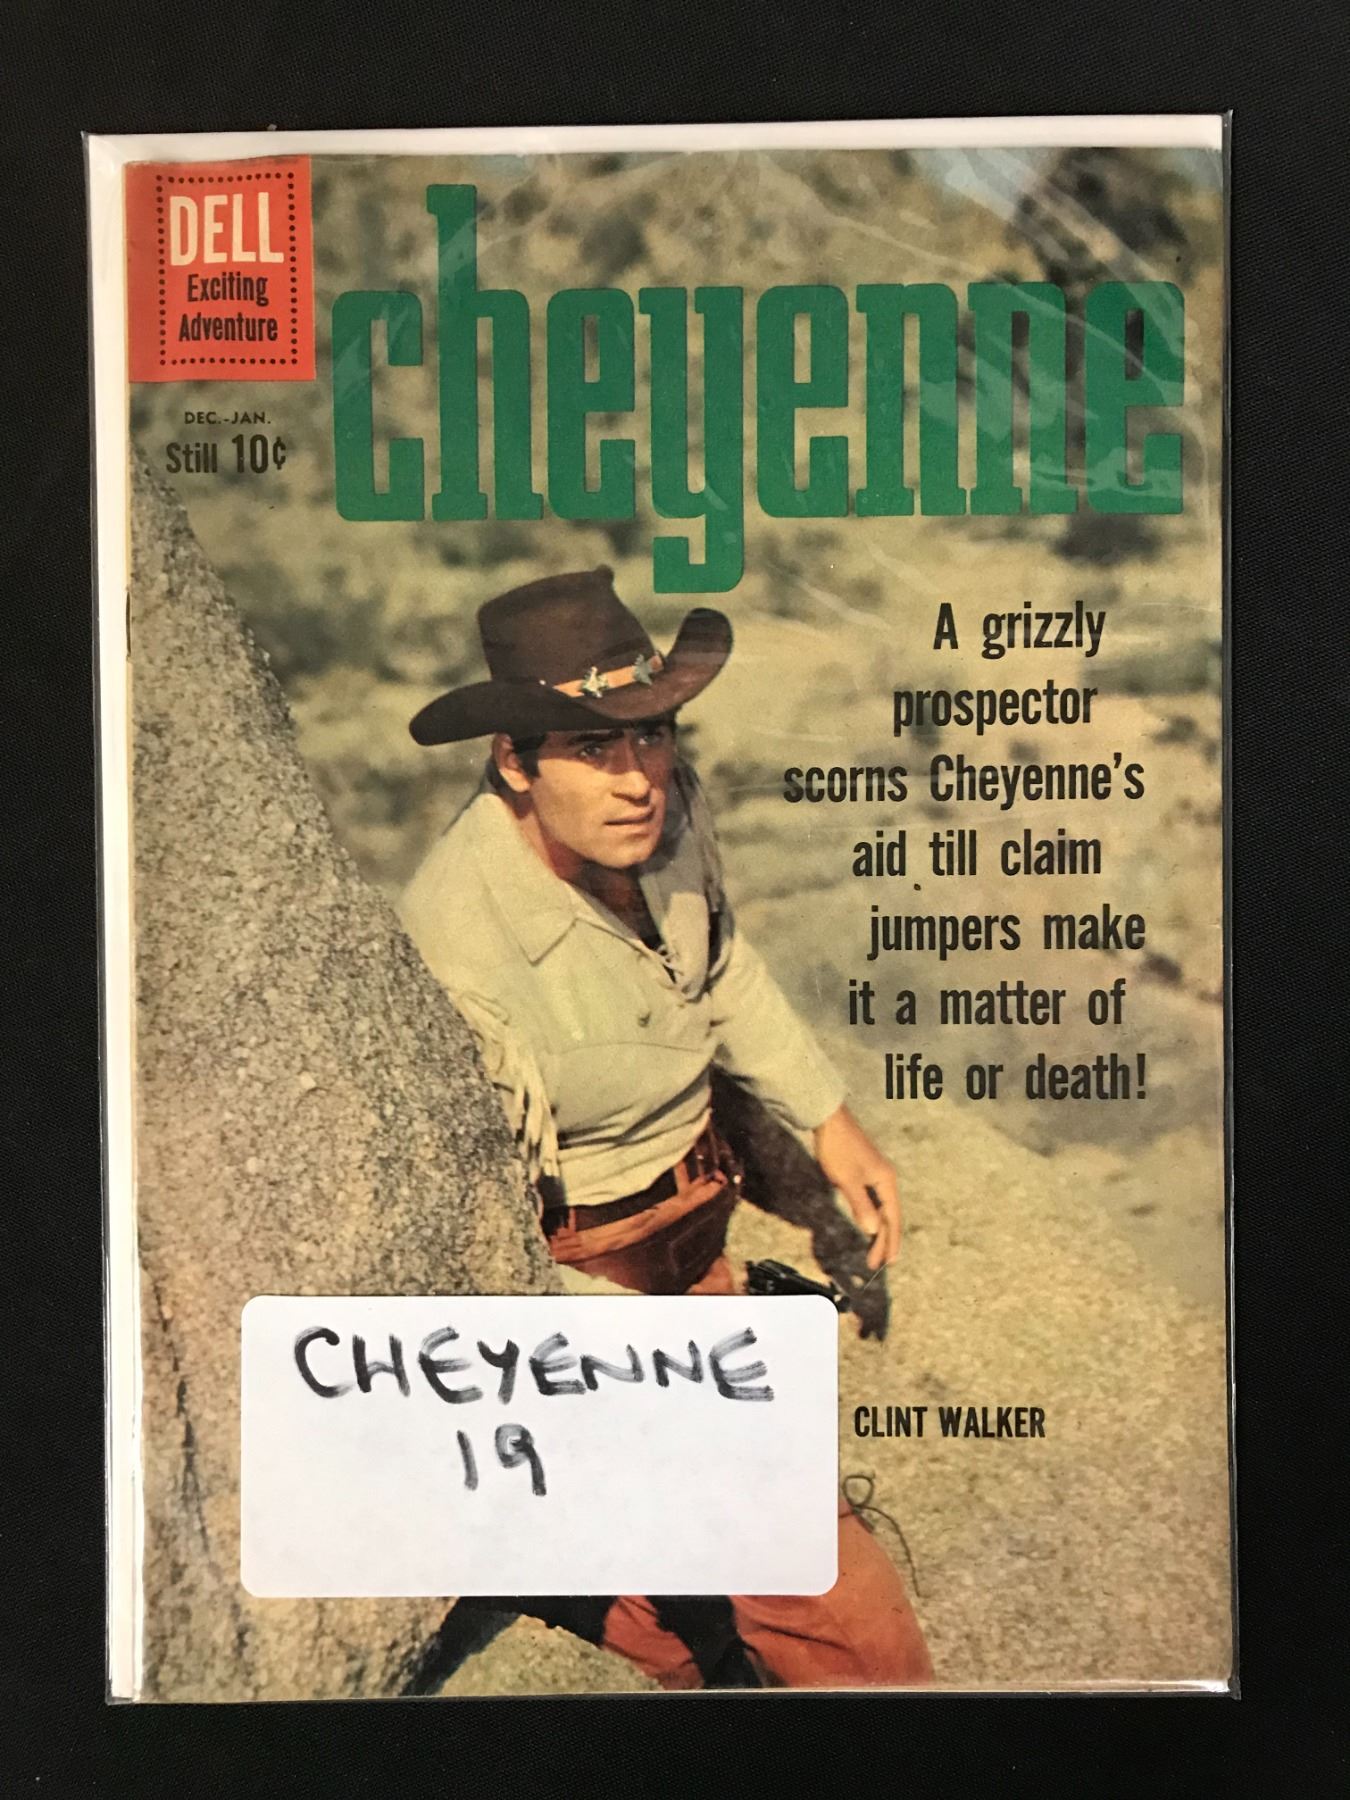 DELL
Exciting
Adventure
DEC.-JAN.
Still 10¢
cheyenne
A grizzly
prospector
scorns Cheyenne's
aid till claim
jumpers make
it a matter of
life or death!
CHEYENNE
19
CLINT WALKER